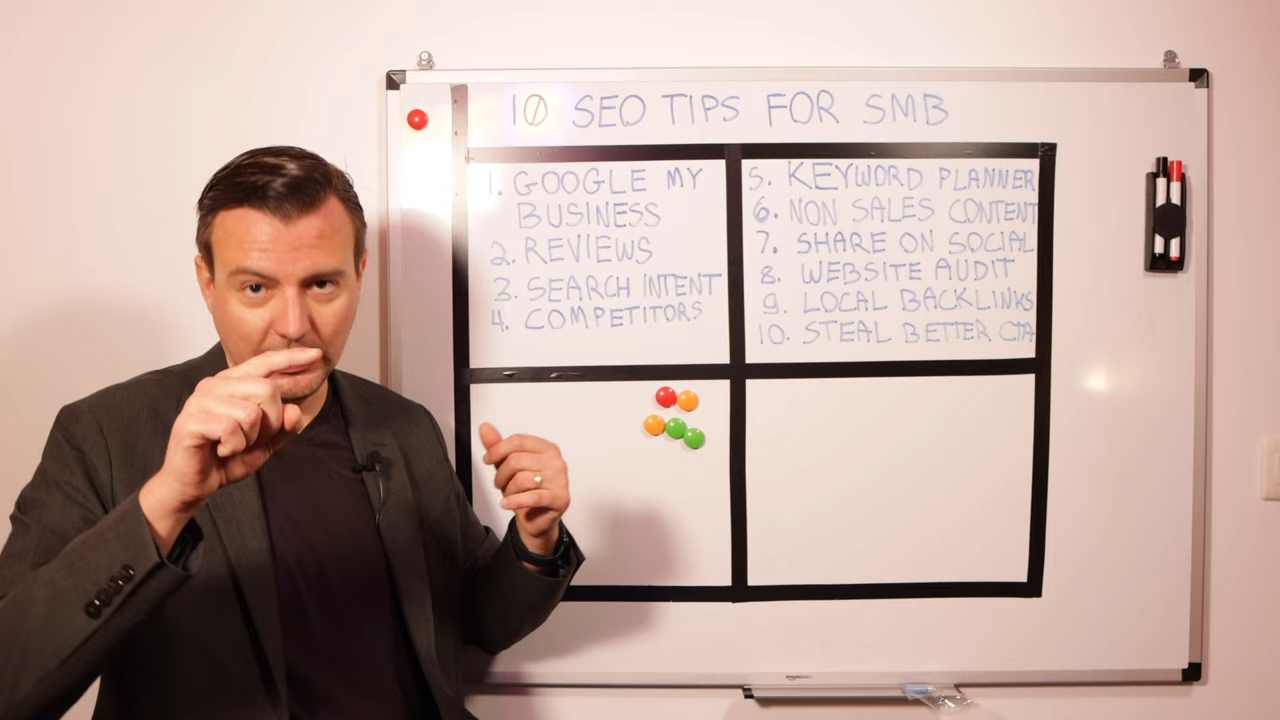 10 SEO TIPS FOR SMB
1. GOOGLE MY
BUSINESS
2. REVIEWS
3. SEARCH INTENT
4. COMPETITORS
5. KEYWORD PLANNER
6. NON SALES CONTENT
7. SHARE ON SOCIAL
8. WEBSITE AUDIT
9. LOCAL BACKLINKS
10. STEAL BETTER CTA